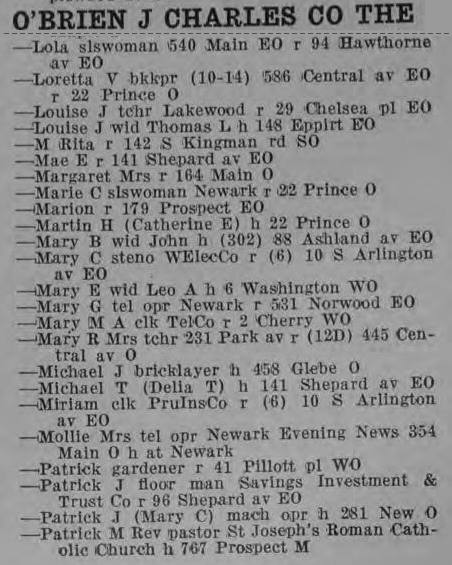 O'BRIEN J CHARLES CO THE
—Lola slswoman 540 Main EO r 94 Hawthorne
av EO
—Loretta V bkkpr (10-14) 586 Central av EO
r 22 Prince O
—Louise J tchr Lakewood r 29 Chelsea pl EO
—Louise J wid Thomas L h 148 Eppirt EO
—M Rita r 142 S Kingman rd SO
—Mae E r 141 Shepard av EO
—Margaret Mrs r 164 Main O
—Marie C slswoman Newark r 22 Prince O
—Marion r 179 Prospect EO
—Martin H (Catherine E) h 22 Prince O
—Mary B wid John h (302) 88 Ashland av EO
—Mary C steno WElecCo r (6) 10 S Arlington
av EO
—Mary E wid Leo A h 6 Washington WO
—Mary G tel opr Newark r 531 Norwood EO
—Mary M A clk TelCo r 2 Cherry WO
—Mary R Mrs tchr 231 Park av r (12D) 445 Cen-
tral av O
—Michael J bricklayer h 458 Glebe O
—Michael T (Delia T) h 141 Shepard av EO
—Miriam clk PruInsCo r (6) 10 S Arlington
av EO
—Mollie Mrs tel opr Newark Evening News 354
Main O h at Newark
—Patrick gardener r 41 Pillott pl WO
—Patrick J floor man Savings Investment &
Trust Co r 96 Shepard av EO
—Patrick J (Mary C) mach opr h 281 New O
—Patrick M Rev pastor St Joseph's Roman Cath-
olic Church h 767 Prospect M